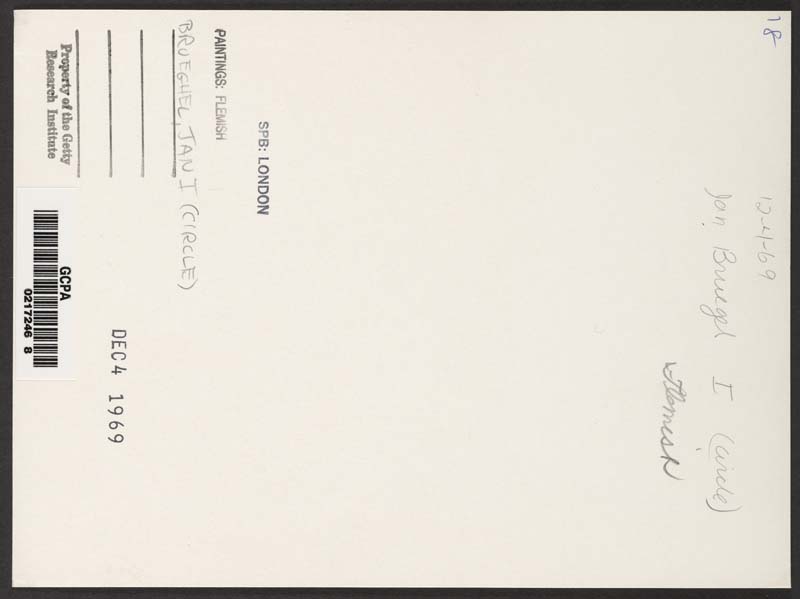 18
12-4-69
Jan Bruegel I (Circle)
Flemish
SPB: LONDON
PAINTINGS: FLEMISH
BRUEGHEL, JAN I (CIRCLE)
DEC 4 1969
Property of the Getty
Research Institute
GCPA
0217246 8